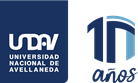 UNDAV
UNIVERSIDAD
NACIONAL DE
AVELLANEDA
10
años